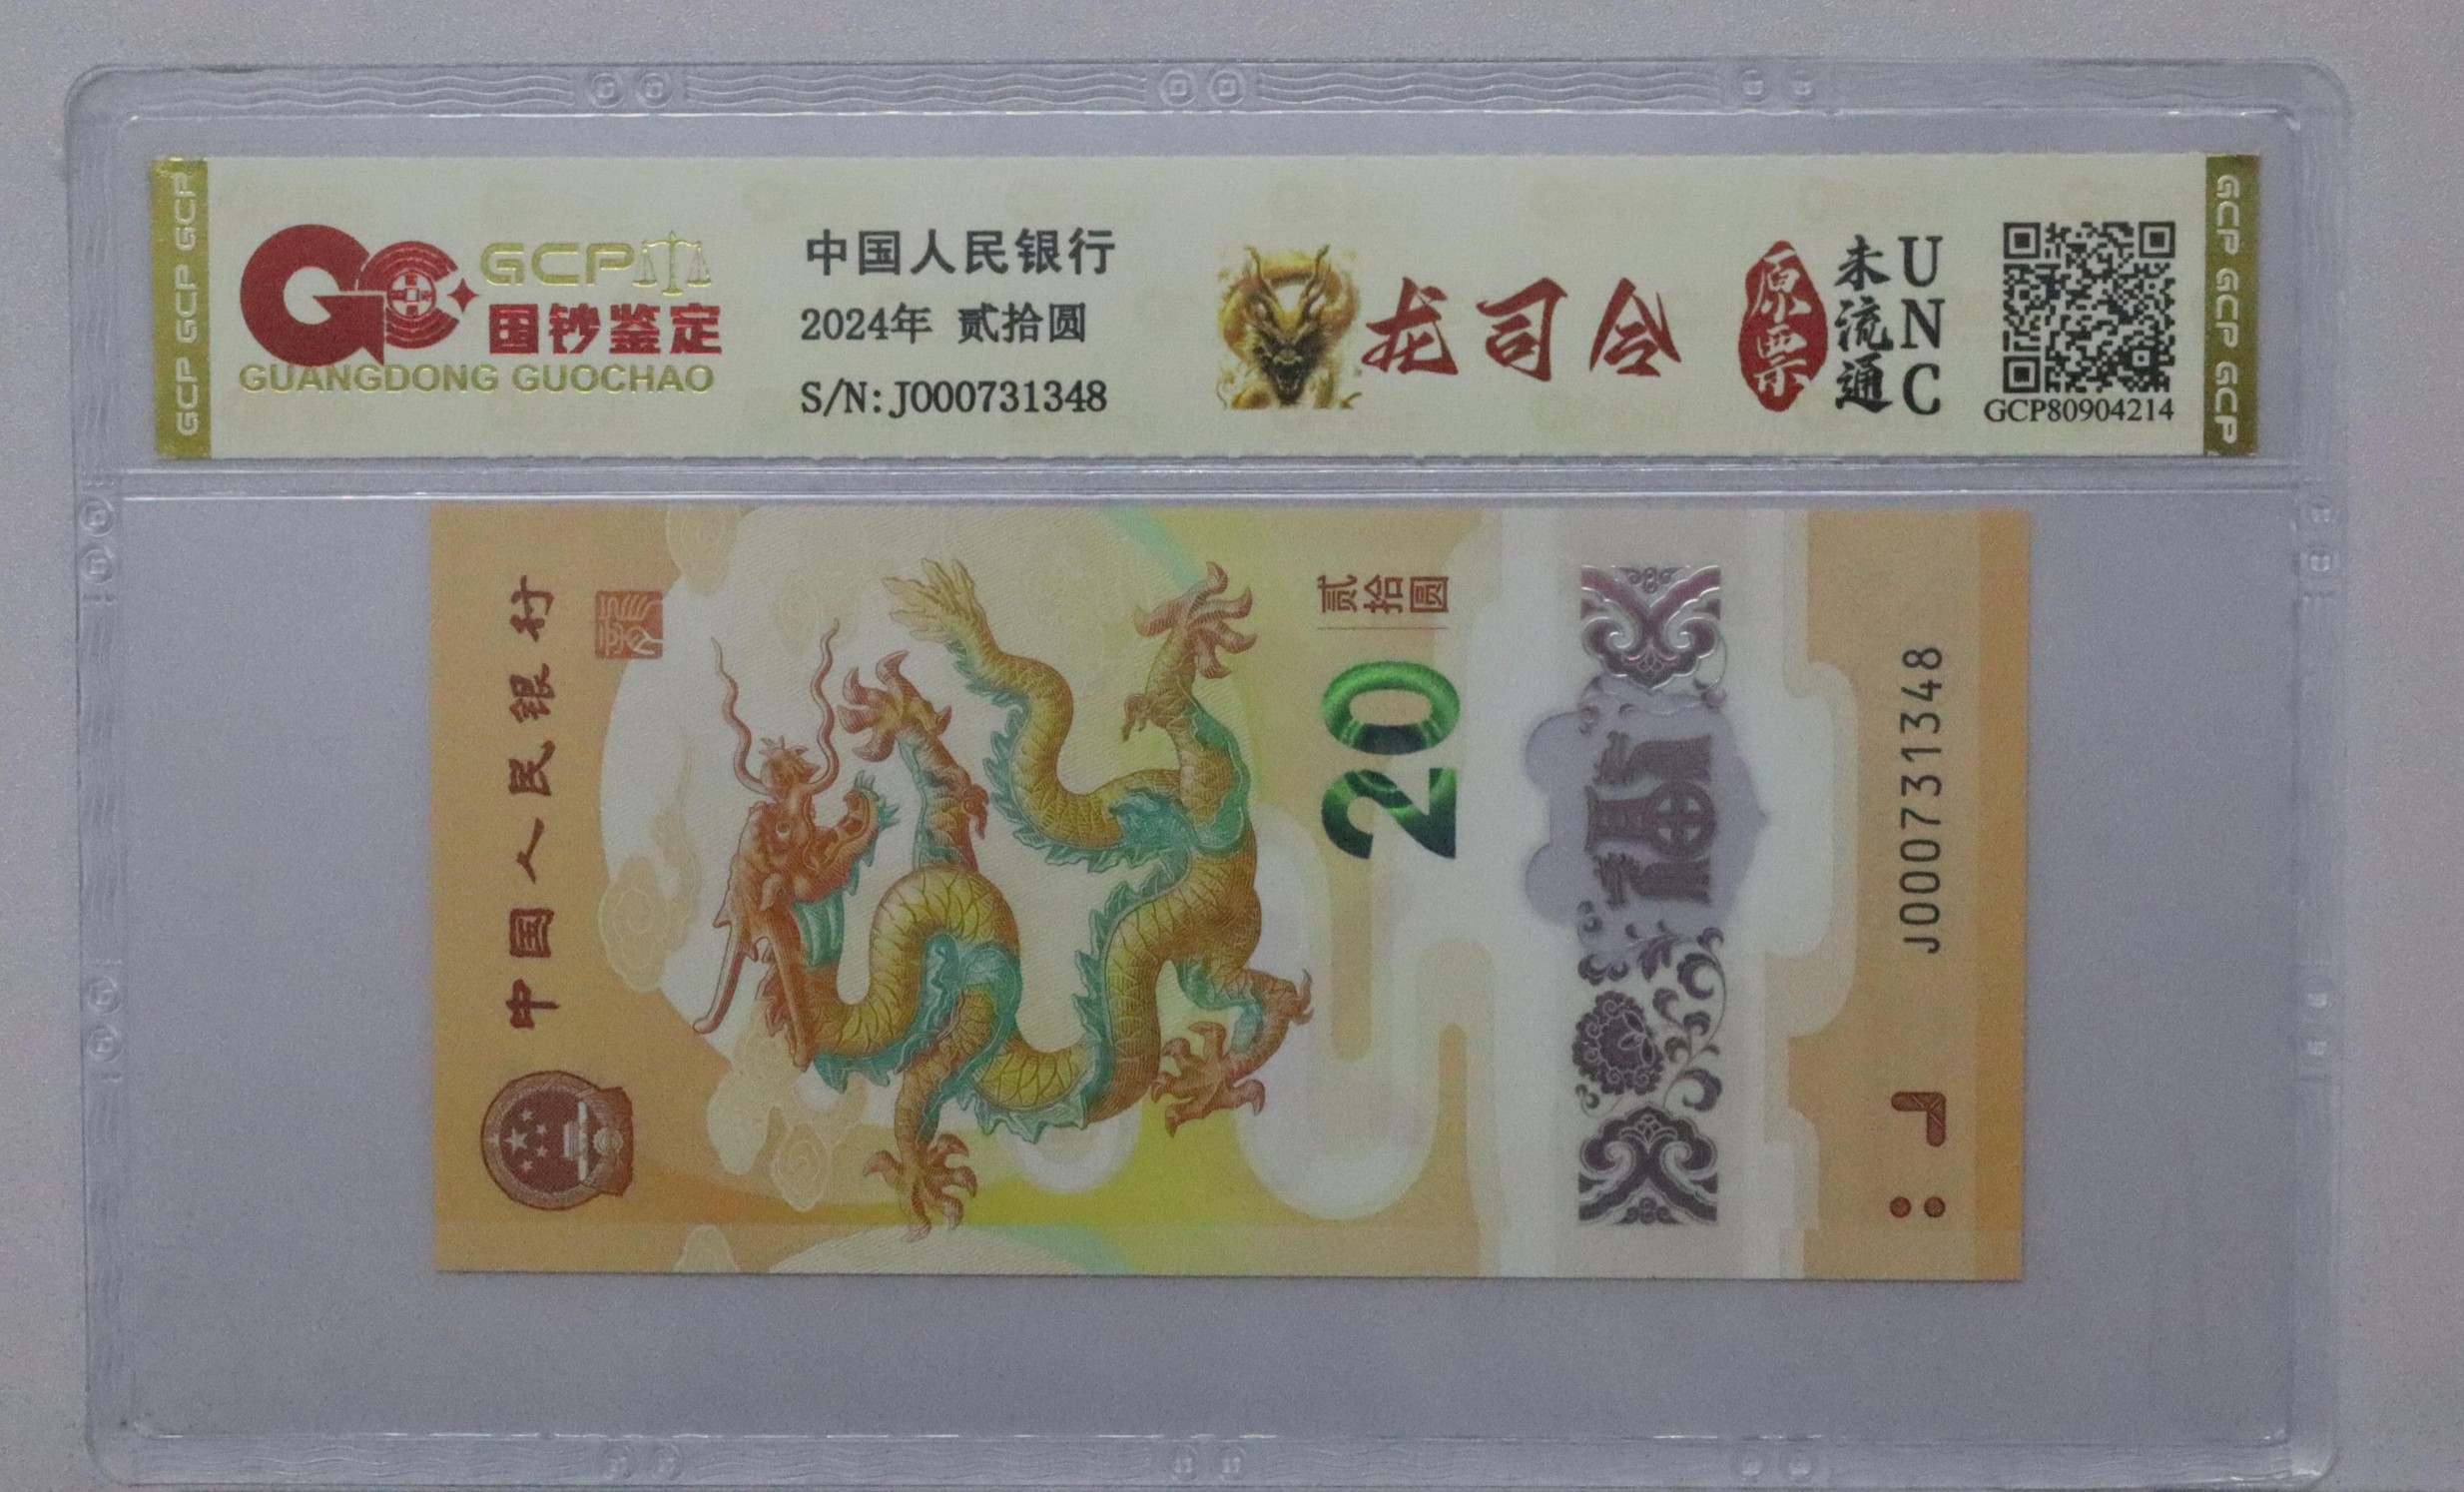 GCP GCP GCP
GCP
国钞鉴定
GUANGDONG GUOCHAO
中国人民银行
2024年 贰拾圆
S/N:J000731348
龙司令
原票
未流通
UNC
GCP80904214
GCP GCP GCP
中国人民银行
贰拾圆
20
福
J000731348